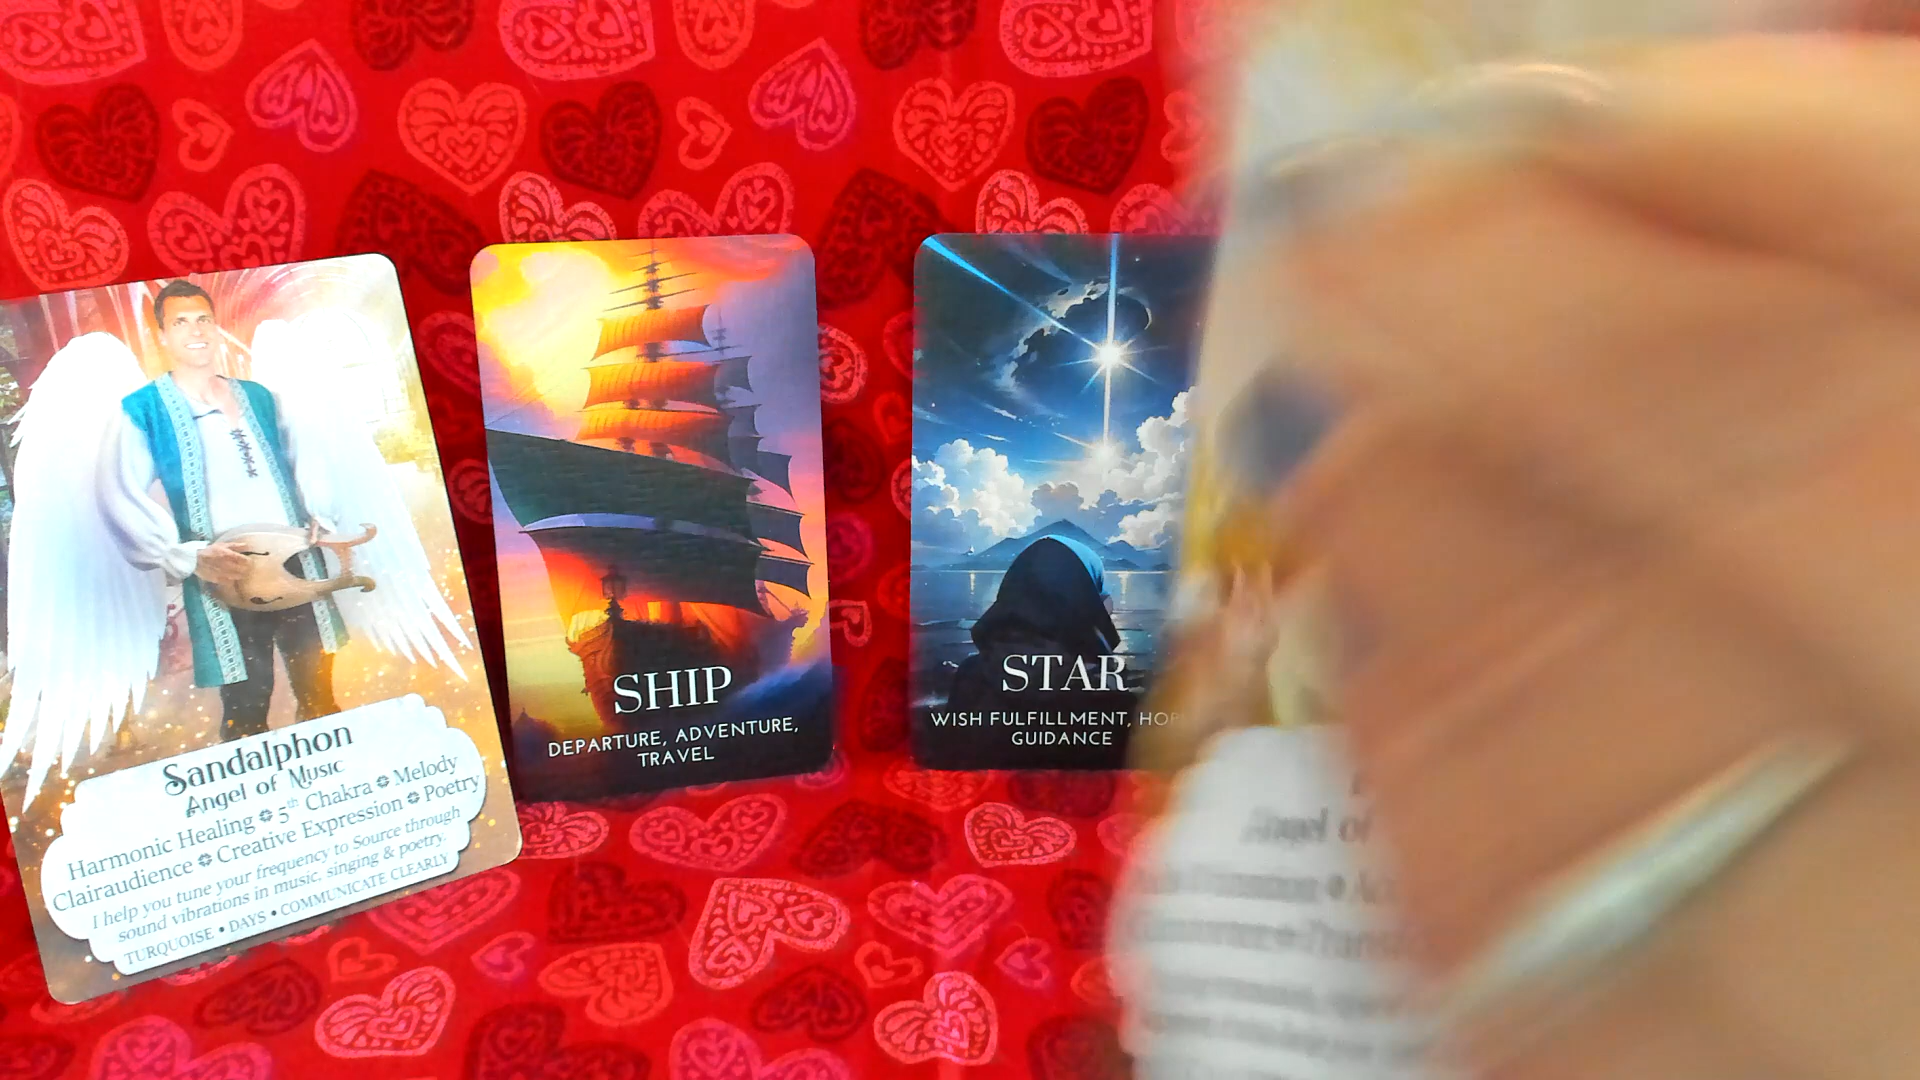 Sandalphon
Angel of Music
Harmonic Healing ❁ 5th Chakra ❁ Melody
Clairaudience ❁ Creative Expression ❁ Poetry
I help you tune your frequency to Source through
sound vibrations in music, singing & poetry.
TURQUOISE • DAYS • COMMUNICATE CLEARLY
SHIP
DEPARTURE, ADVENTURE,
TRAVEL
STAR
WISH FULFILLMENT,
GUIDANCE
Angel of